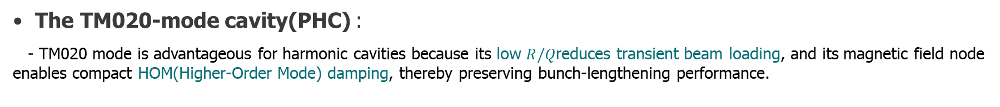 • The TM020-mode cavity(PHC) :
- TM020 mode is advantageous for harmonic cavities because its low R/Qreduces transient beam loading, and its magnetic field node
enables compact HOM(Higher-Order Mode) damping, thereby preserving bunch-lengthening performance.